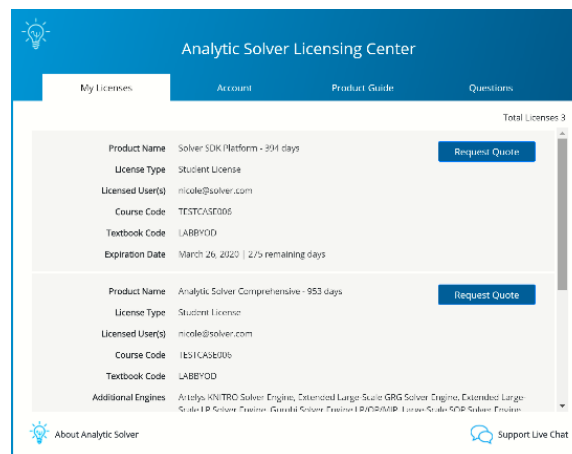 Analytic Solver Licensing Center
My Licenses Account Product Guide Questions
Total Licenses 3
Product Name Solver SDK Platform - 394 days Request Quote
License Type Student License
Licensed User(s) nicole@solver.com
Course Code TESTCASE006
Textbook Code LABBYOD
Expiration Date March 26, 2020 | 275 remaining days
Product Name Analytic Solver Comprehensive - 953 days Request Quote
License Type Student License
Licensed User(s) nicole@solver.com
Course Code TESTCASE006
Textbook Code LABBYOD
Additional Engines Artelys KNITRO Solver Engine, Extended Large-Scale GRG Solver Engine, Extended Large-
Scale LP Solver Engine, Gurobi Solver Engine LP/QP/MIP, Large-Scale SQP Solver Engine,
About Analytic Solver Support Live Chat